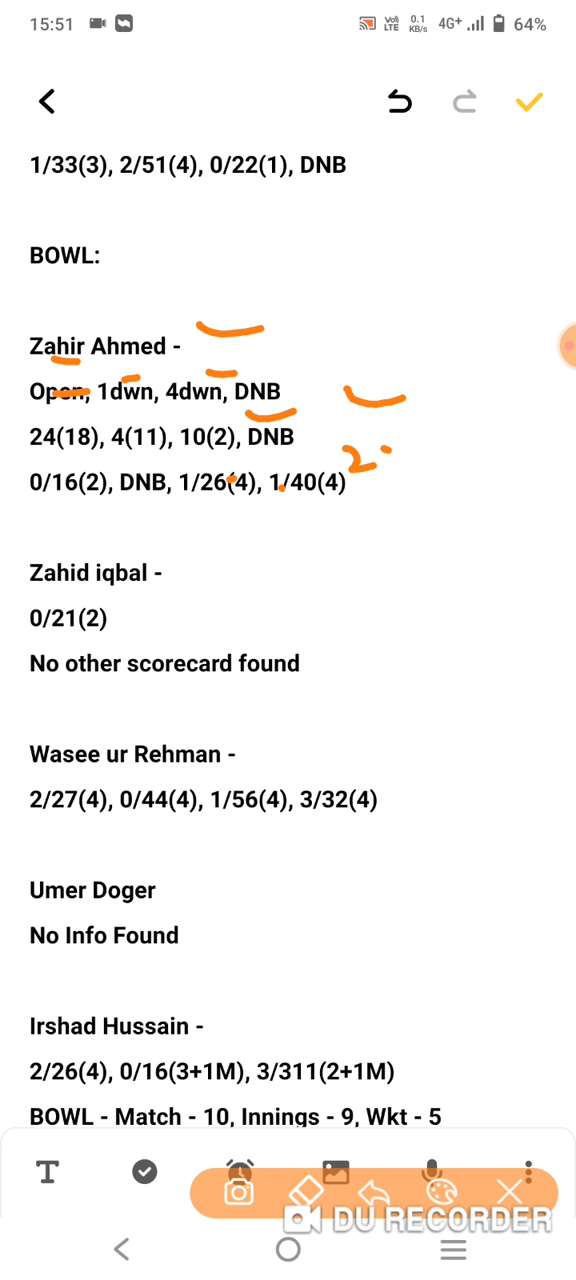 15:51 Vo) LTE 0.1 KB/s 4G+ 64%
1/33(3), 2/51(4), 0/22(1), DNB
BOWL:
Zahir Ahmed -
Open, 1dwn, 4dwn, DNB
24(18), 4(11), 10(2), DNB
0/16(2), DNB, 1/26(4), 1/40(4)
2
Zahid iqbal -
0/21(2)
No other scorecard found
Wasee ur Rehman -
2/27(4), 0/44(4), 1/56(4), 3/32(4)
Umer Doger
No Info Found
Irshad Hussain -
2/26(4), 0/16(3+1M), 3/311(2+1M)
BOWL - Match - 10, Innings - 9, Wkt - 5
T
DU RECORDER